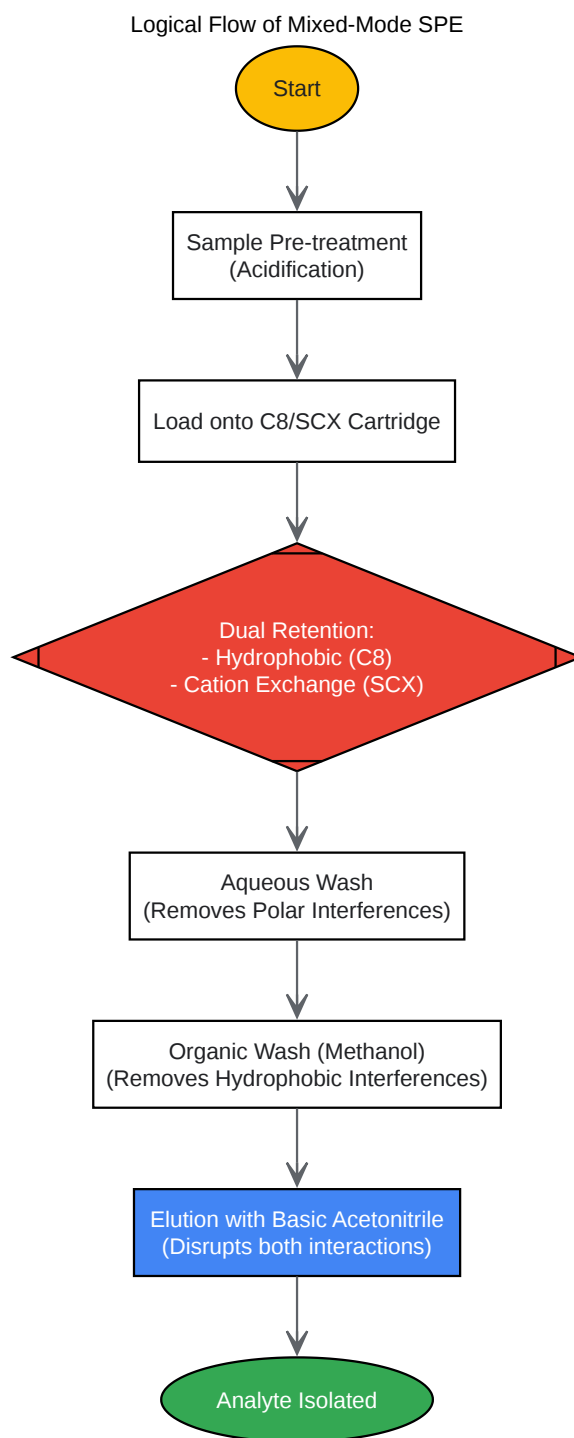 Logical Flow of Mixed-Mode SPE
Start
Sample Pre-treatment
(Acidification)
Load onto C8/SCX Cartridge
Dual Retention:
- Hydrophobic (C8)
- Cation Exchange (SCX)
Aqueous Wash
(Removes Polar Interferences)
Organic Wash (Methanol)
(Removes Hydrophobic Interferences)
Elution with Basic Acetonitrile
(Disrupts both interactions)
Analyte Isolated